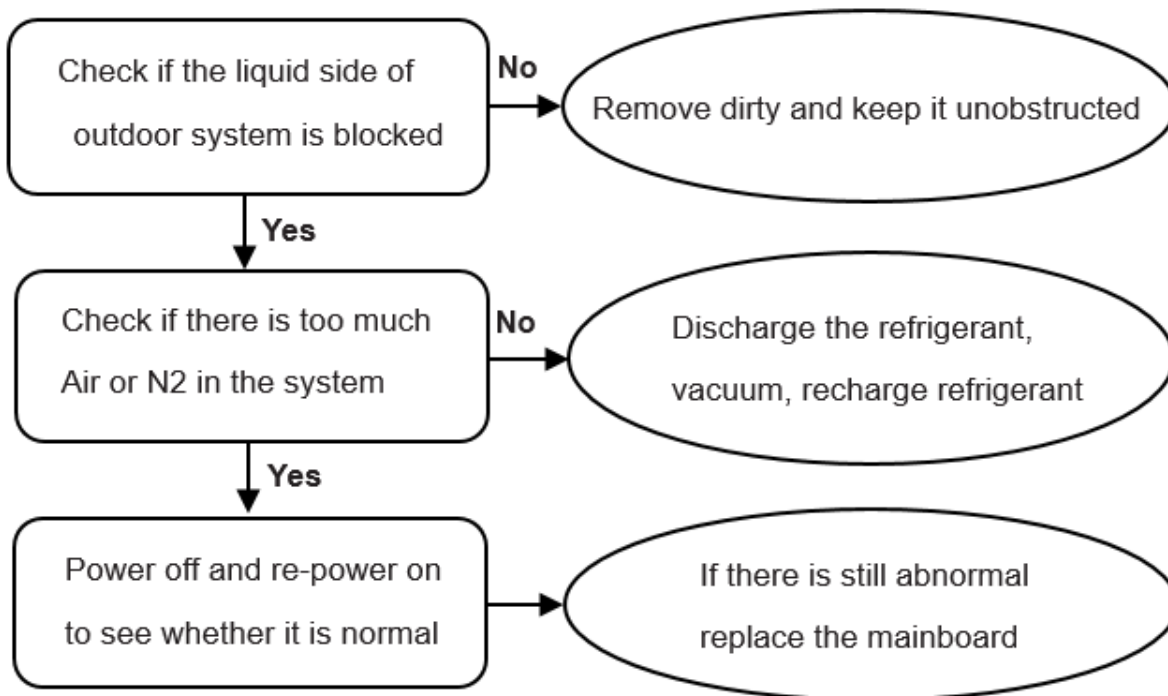 Check if the liquid side of
outdoor system is blocked
No
Remove dirty and keep it unobstructed
Yes
Check if there is too much
Air or N2 in the system
No
Discharge the refrigerant,
vacuum, recharge refrigerant
Yes
Power off and re-power on
to see whether it is normal
If there is still abnormal
replace the mainboard